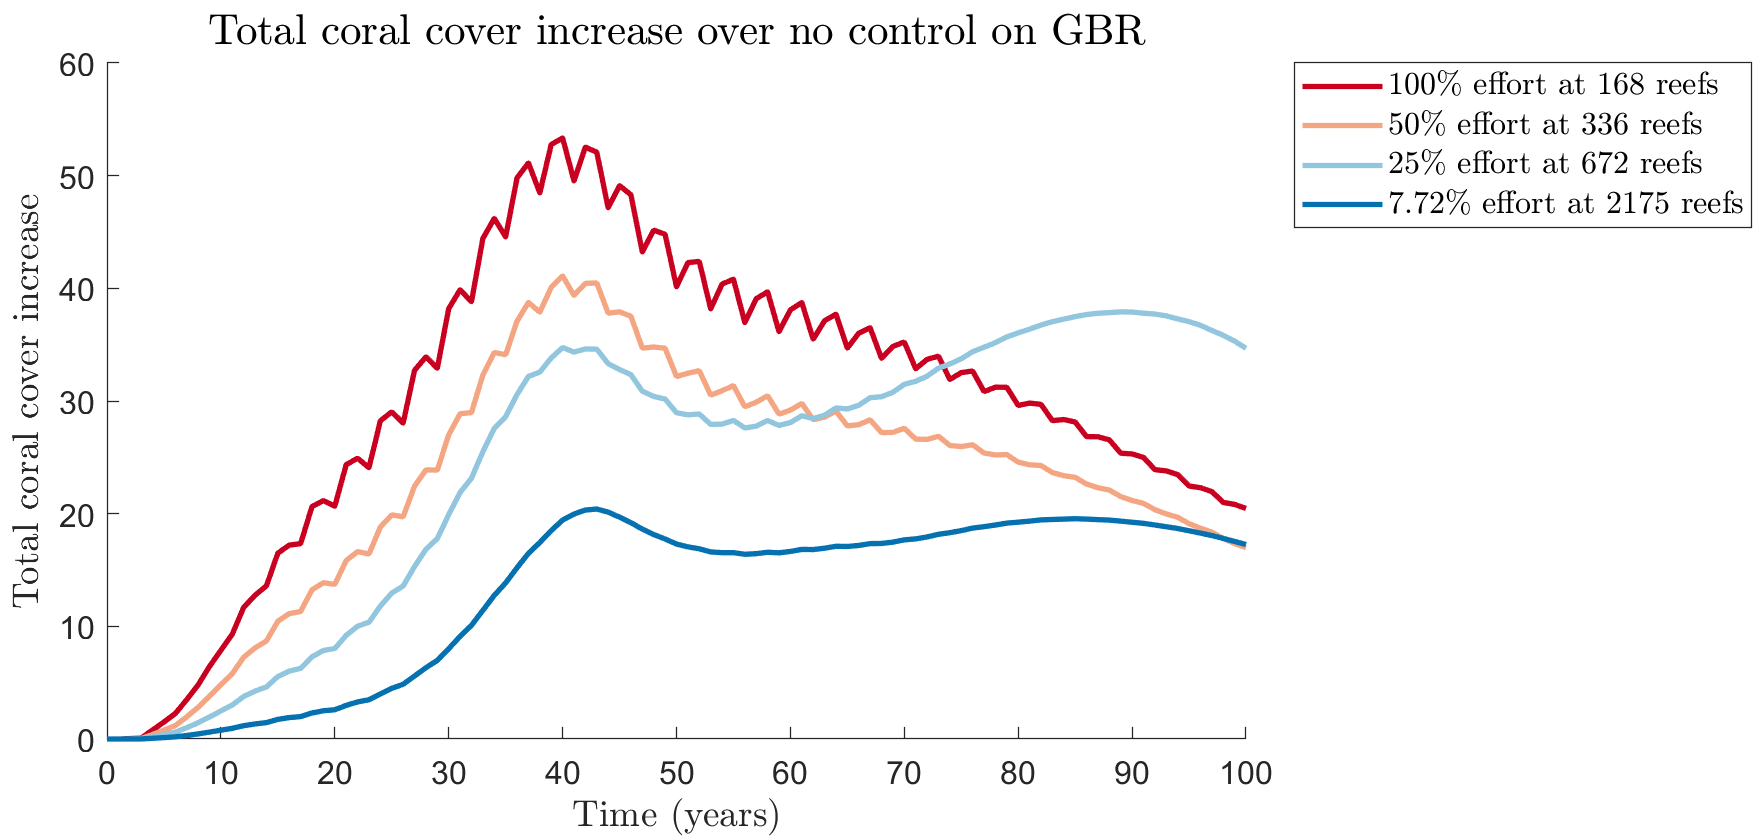 Total coral cover increase over no control on GBR
100% effort at 168 reefs
50% effort at 336 reefs
25% effort at 672 reefs
7.72% effort at 2175 reefs
Total coral cover increase
60
50
40
30
20
10
0
0 10 20 30 40 50 60 70 80 90 100
Time (years)